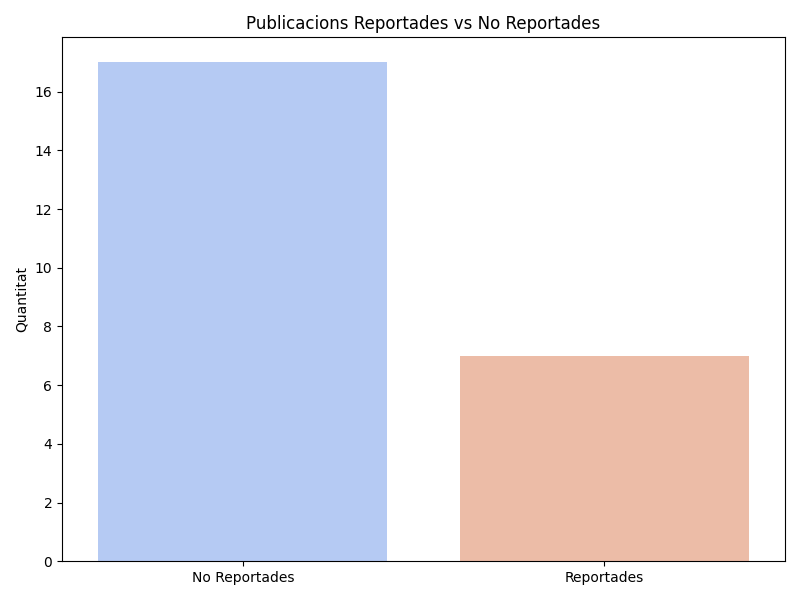 Publicacions Reportades vs No Reportades
16
14
12
10
8
6
4
2
0
Quantitat
No Reportades
Reportades